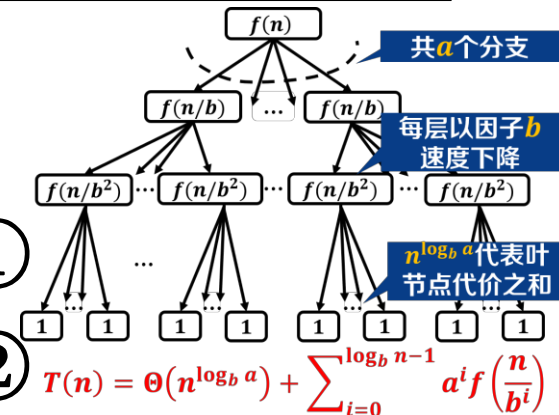 f(n)
共a个分支
f(n/b) … f(n/b)
每层以因子b
速度下降
f(n/b²) … f(n/b²) … f(n/b²) … f(n/b²)
n^{log_b a}代表叶
节点代价之和
…
… … … …
1 1 1 1 1 1 1 1
2
T(n) = Θ(n^{log_b a}) + ∑_{i=0}^{log_b n−1} a^i f(n/b^i)